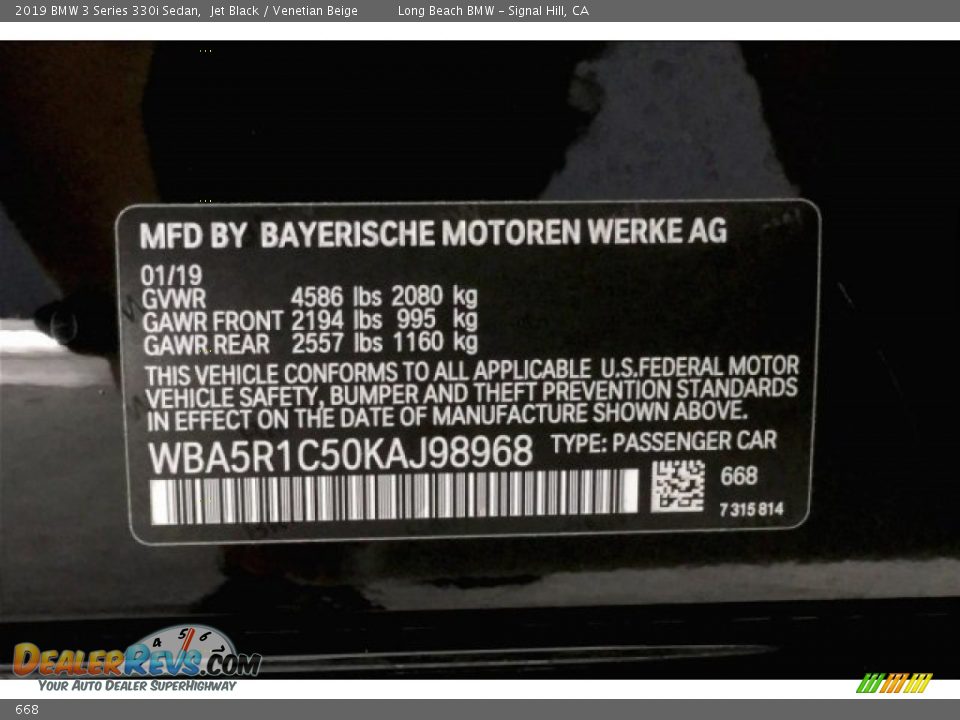 2019 BMW 3 Series 330i Sedan, Jet Black / Venetian Beige Long Beach BMW - Signal Hill, CA
MFD BY BAYERISCHE MOTOREN WERKE AG
01/19
GVWR 4586 lbs 2080 kg
GAWR FRONT 2194 lbs 995 kg
GAWR REAR 2557 lbs 1160 kg
THIS VEHICLE CONFORMS TO ALL APPLICABLE U.S.FEDERAL MOTOR
VEHICLE SAFETY, BUMPER AND THEFT PREVENTION STANDARDS
IN EFFECT ON THE DATE OF MANUFACTURE SHOWN ABOVE.
WBA5R1C50KAJ98968 TYPE: PASSENGER CAR
668
7 315 814
4 5 6 7
DEALERREVS.COM
YOUR AUTO DEALER SUPERHIGHWAY
668